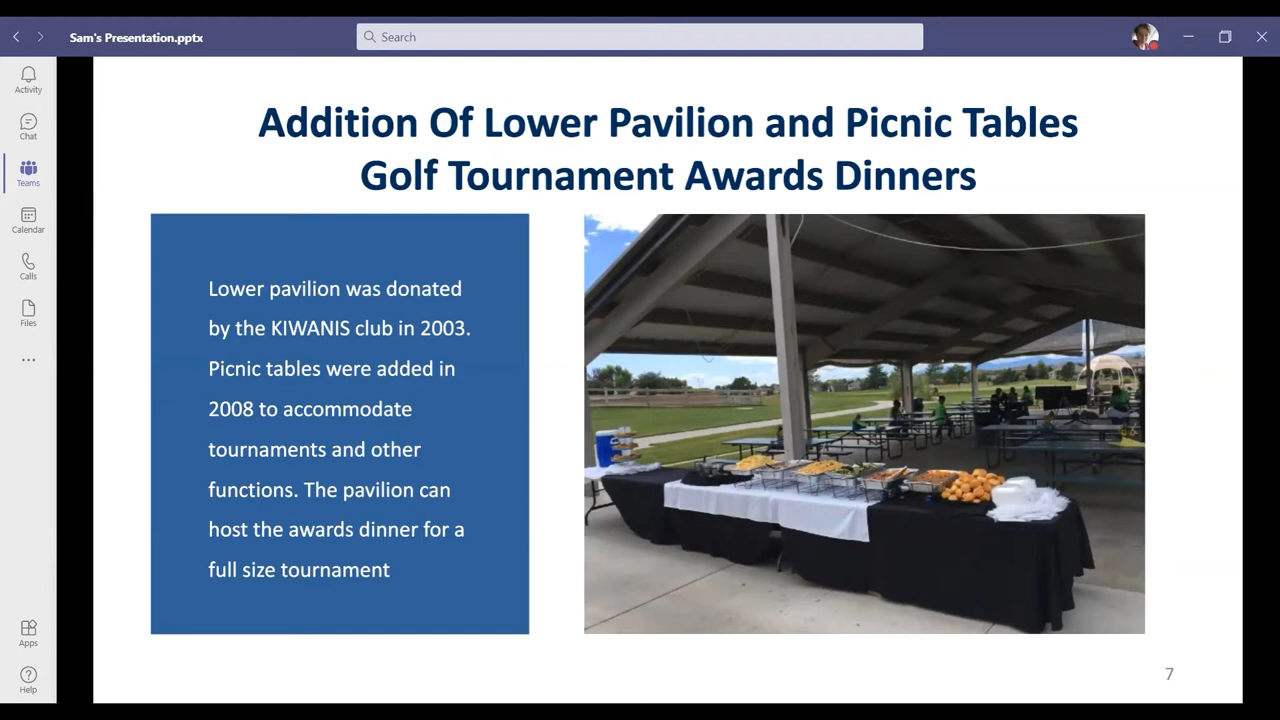 Sam's Presentation.pptx
Search
Activity
Chat
Teams
Calendar
Calls
Files
Apps
Help
Addition Of Lower Pavilion and Picnic Tables
Golf Tournament Awards Dinners
Lower pavilion was donated
by the KIWANIS club in 2003.
Picnic tables were added in
2008 to accommodate
tournaments and other
functions. The pavilion can
host the awards dinner for a
full size tournament
7